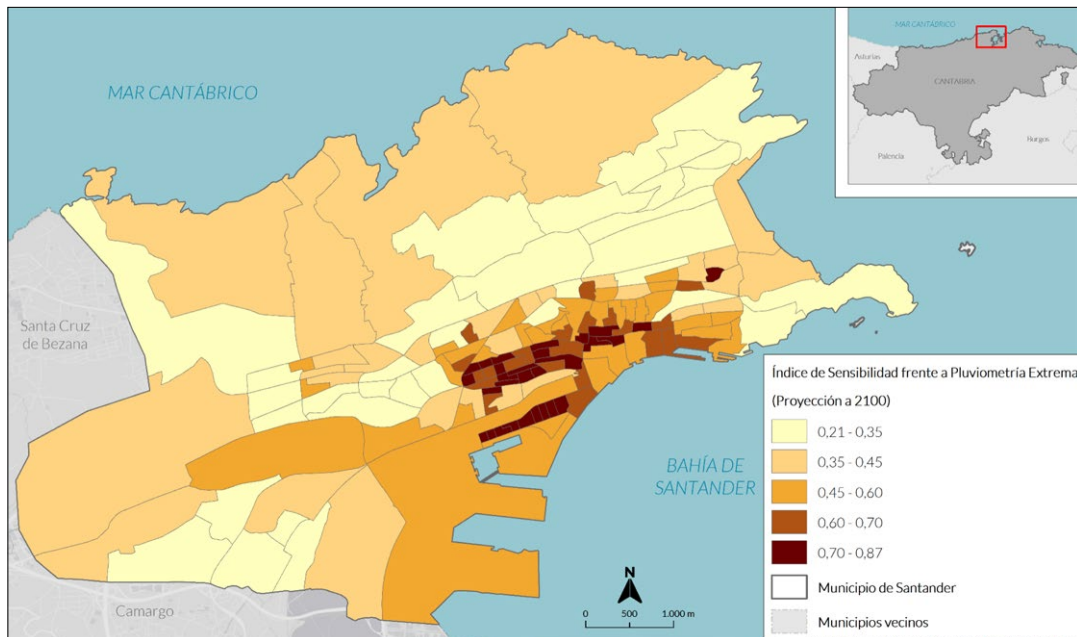 MAR CANTÁBRICO
MAR CANTÁBRICO
Asturias
CANTABRIA
Burgos
Palencia
Santa Cruz
de Bezana
BAHÍA DE
SANTANDER
Camargo
N
0 500 1.000 m
Índice de Sensibilidad frente a Pluviometría Extrema
(Proyección a 2100)
0,21 - 0,35
0,35 - 0,45
0,45 - 0,60
0,60 - 0,70
0,70 - 0,87
Municipio de Santander
Municipios vecinos